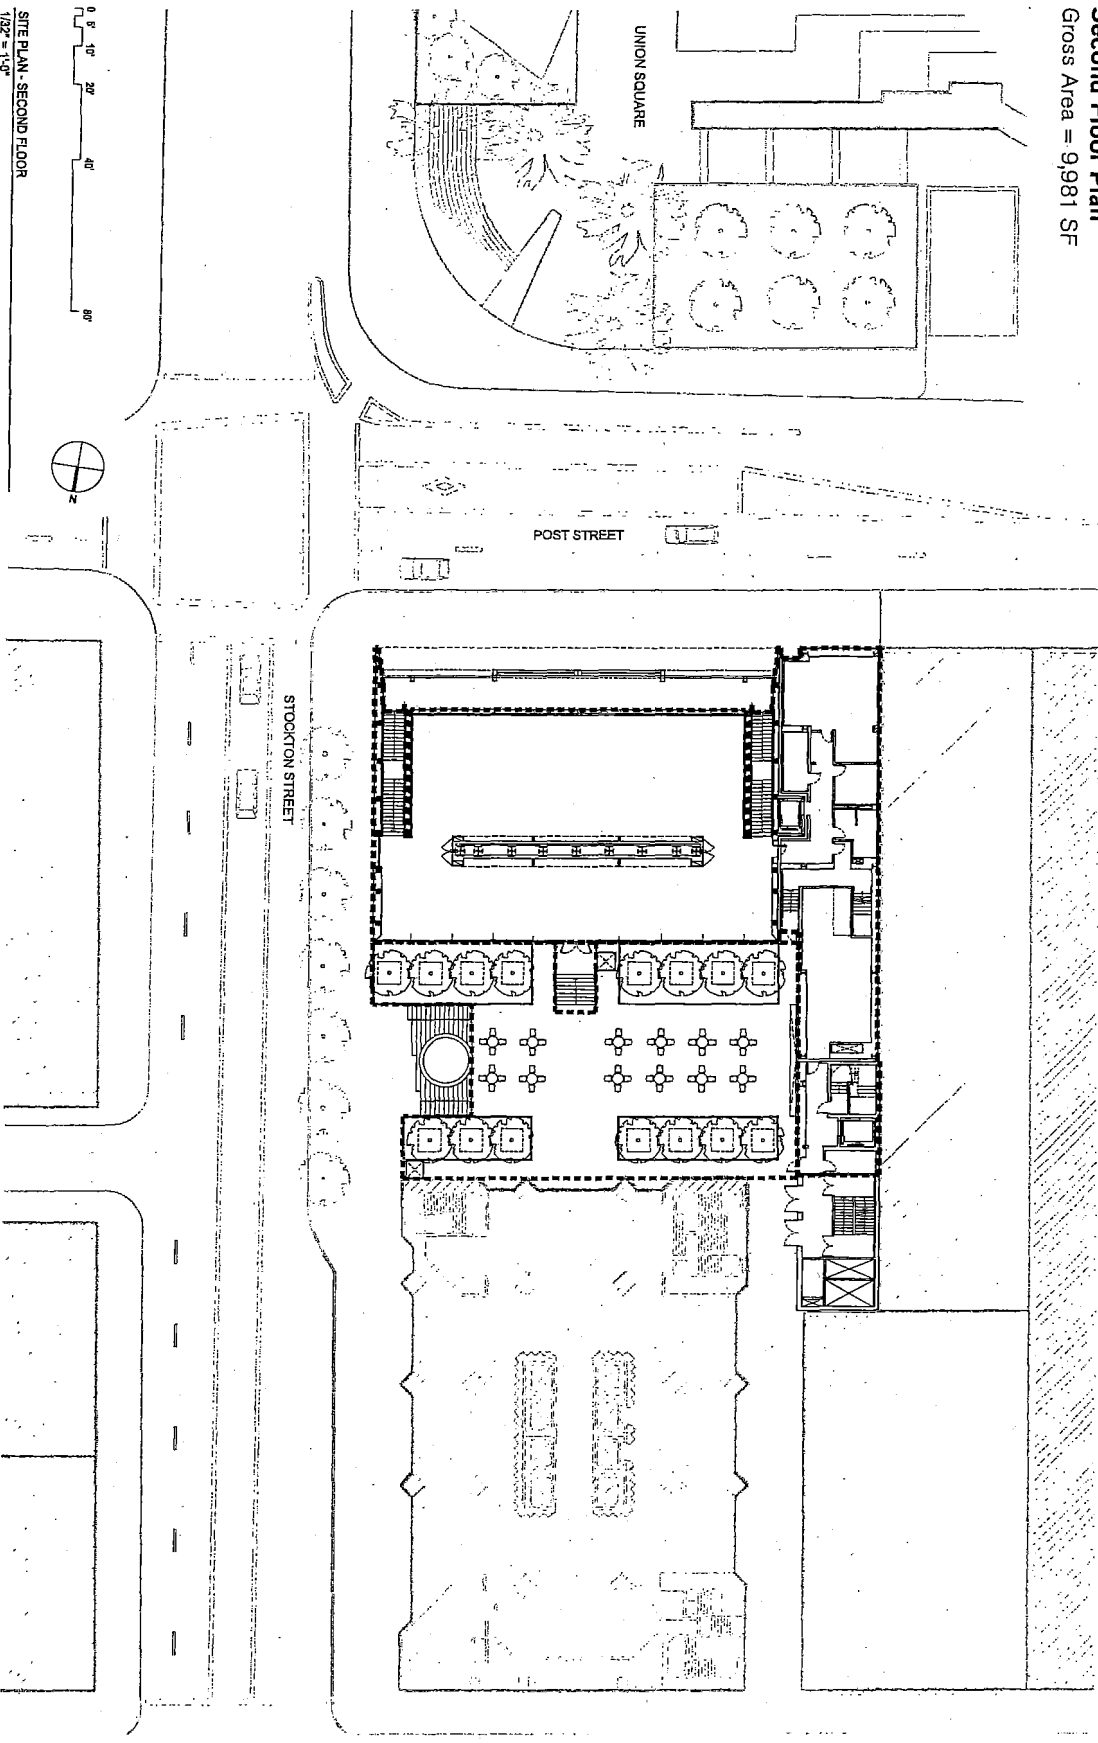 Second Floor Plan
Gross Area = 9,981 SF
UNION SQUARE
POST STREET
STOCKTON STREET
N
0 5' 10' 20' 40' 80'
SITE PLAN - SECOND FLOOR
1/32" = 1'-0"